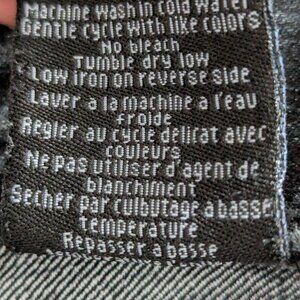 Machine wash in cold water
Gentle cycle with like colors
No bleach
Tumble dry low
Low iron on reverse side
Laver a la machine a l'eau
froide
Regler au cycle delicat avec
couleurs
Ne pas utiliser d'agent de
blanchiment
Secher par culbutage a basse
temperature
Repasser a basse